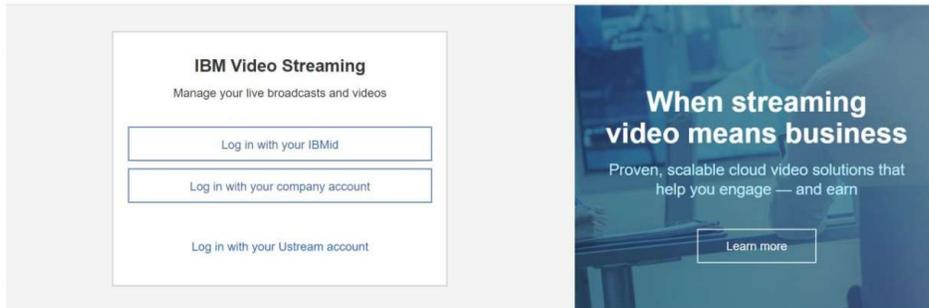 IBM Video Streaming
Manage your live broadcasts and videos
Log in with your IBMid
Log in with your company account
Log in with your Ustream account
When streaming
video means business
Proven, scalable cloud video solutions that
help you engage — and earn
Learn more